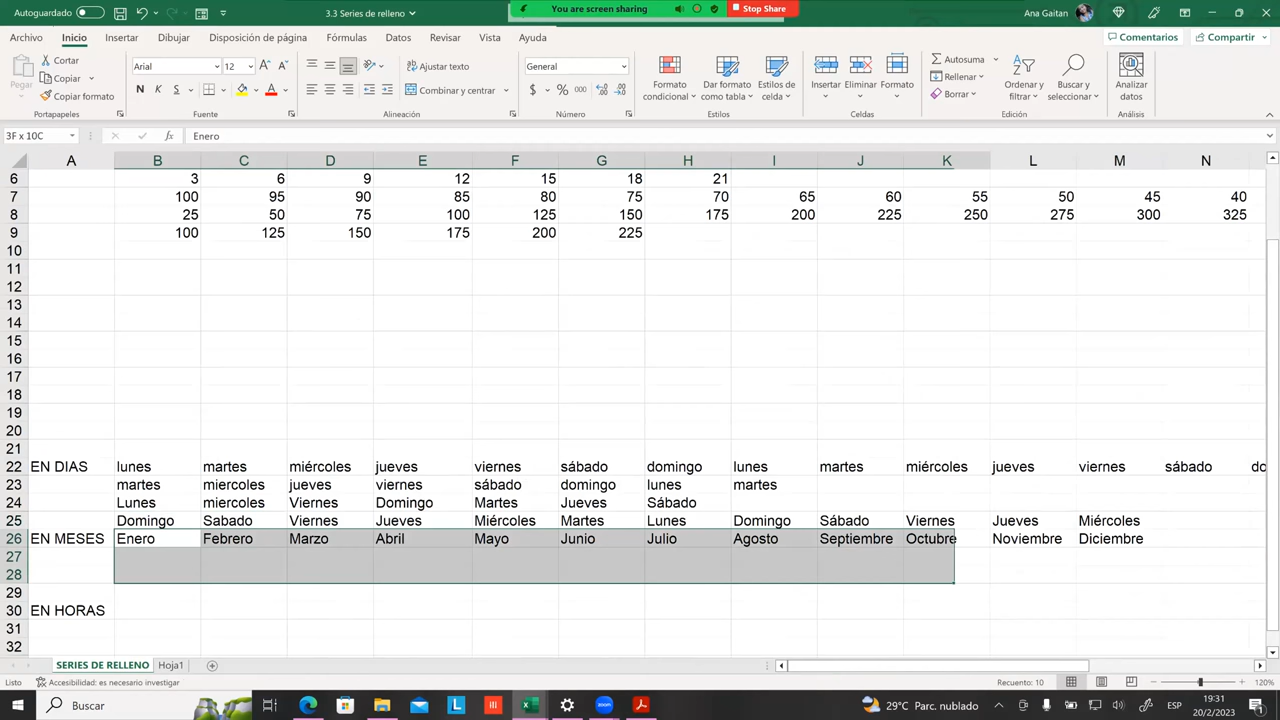 Autoguardado
3.3 Series de relleno
You are screen sharing
Stop Share
Ana Gaitan
Archivo Inicio Insertar Dibujar Disposición de página Fórmulas Datos Revisar Vista Ayuda
Comentarios Compartir
Pegar
Cortar
Copiar
Copiar formato
Portapapeles
Arial 12
N K S A
Fuente
Ajustar texto
Combinar y centrar
Alineación
General
$ % 000
Número
Formato condicional
Dar formato como tabla
Estilos de celda
Estilos
Insertar Eliminar Formato
Celdas
Autosuma
Rellenar
Borrar
Ordenar y filtrar
Buscar y seleccionar
Edición
Analizar datos
Análisis
3F x 10C fx Enero
A B C D E F G H I J K L M N
6 3 6 9 12 15 18 21
7 100 95 90 85 80 75 70 65 60 55 50 45 40
8 25 50 75 100 125 150 175 200 225 250 275 300 325
9 100 125 150 175 200 225
10
11
12
13
14
15
16
17
18
19
20
21
22 EN DIAS lunes martes miércoles jueves viernes sábado domingo lunes martes miércoles jueves viernes sábado do
23 martes miercoles jueves viernes sábado domingo lunes martes
24 Lunes miercoles Viernes Domingo Martes Jueves Sábado
25 Domingo Sabado Viernes Jueves Miércoles Martes Lunes Domingo Sábado Viernes Jueves Miércoles
26 EN MESES Enero Febrero Marzo Abril Mayo Junio Julio Agosto Septiembre Octubre Noviembre Diciembre
27
28
29
30 EN HORAS
31
32
SERIES DE RELLENO Hoja1
Listo Accesibilidad: es necesario investigar Recuento: 10 120%
Buscar
29°C Parc. nublado
ESP
19:31
20/2/2023